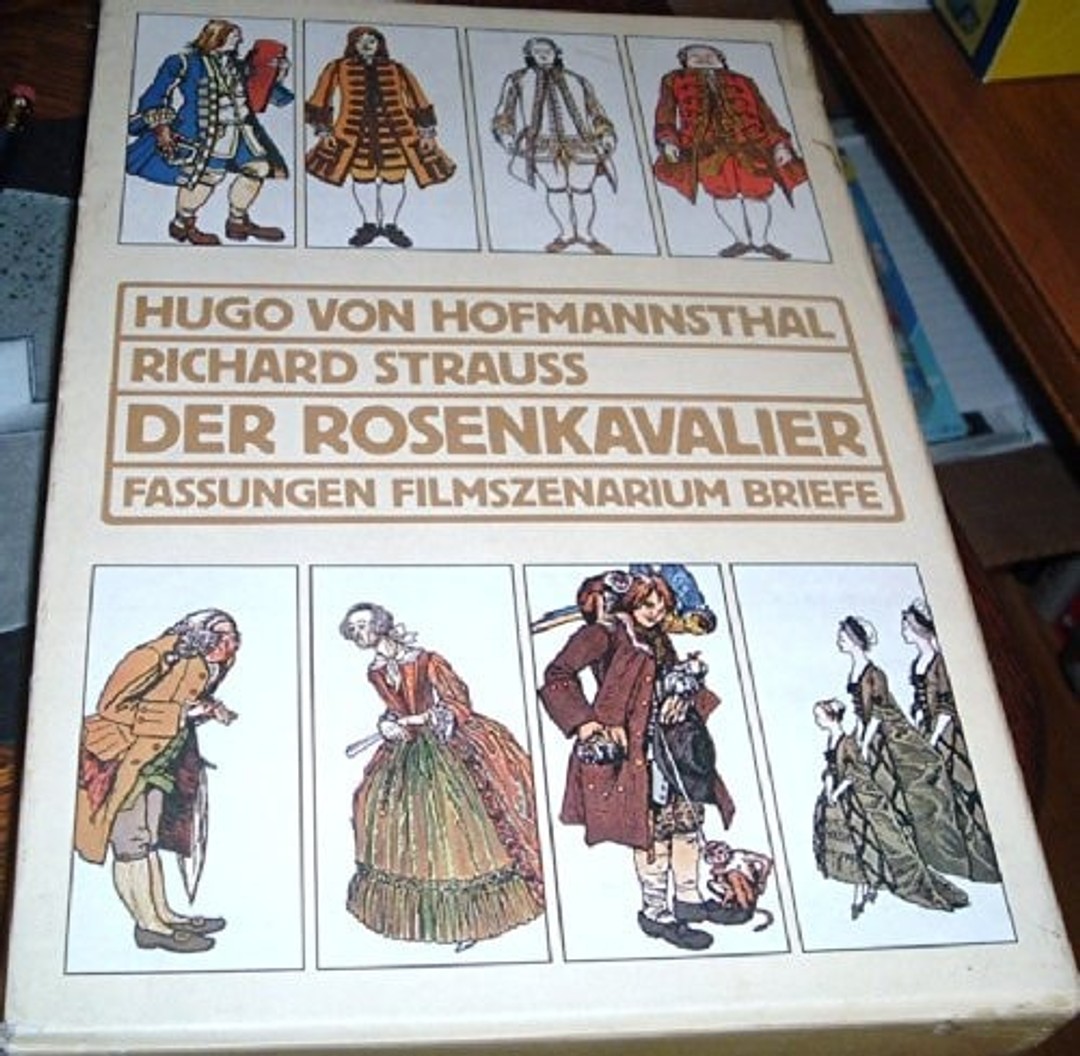 HUGO VON HOFMANNSTHAL
RICHARD STRAUSS
DER ROSENKAVALIER
FASSUNGEN FILMSZENARIUM BRIEFE